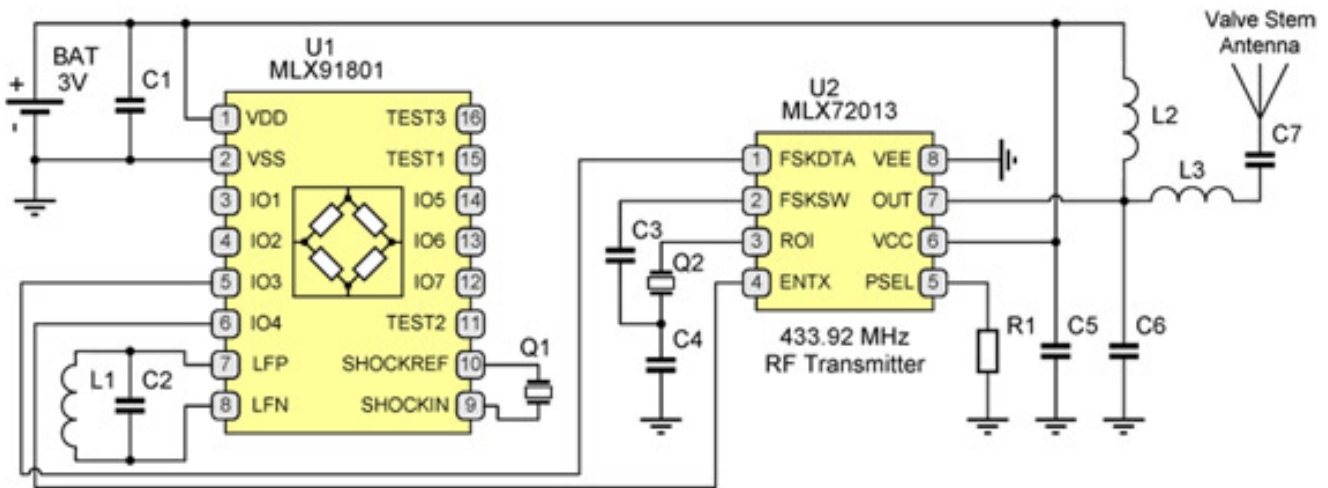 BAT
3V
+
-
C1
U1
MLX91801
1 VDD TEST3 16
2 VSS TEST1 15
3 IO1 IO5 14
4 IO2 IO6 13
5 IO3 IO7 12
6 IO4 TEST2 11
7 LFP SHOCKREF 10
8 LFN SHOCKIN 9
L1
C2
Q1
U2
MLX72013
1 FSKDTA VEE 8
2 FSKSW OUT 7
3 ROI VCC 6
4 ENTX PSEL 5
433.92 MHz
RF Transmitter
C3
Q2
C4
R1
C5
C6
L2
L3
C7
Valve Stem
Antenna